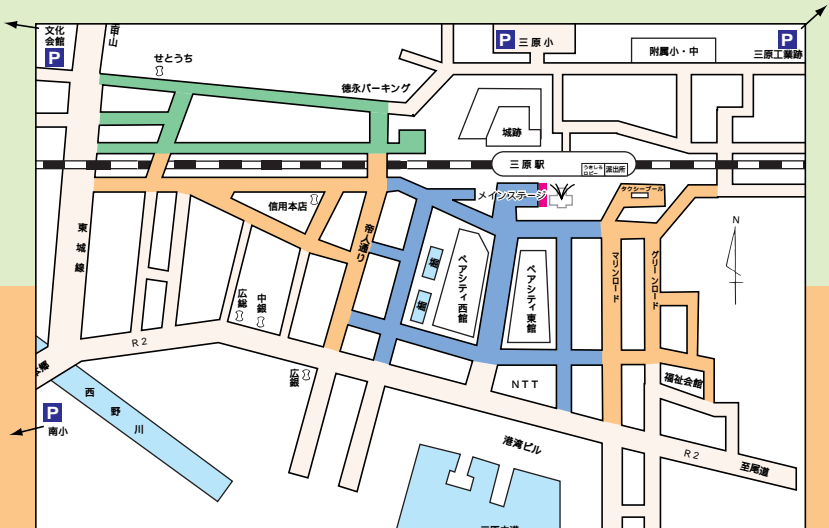 文化
会館
P
P
三原小
P
三原工業跡
附属小・中
せとうち
徳永パーキング
城跡
三原駅
うきしろ
ロビー
派出所
メインステージ
タクシープール
信用本店
帝人通り
東城線
ペアシティ西館
ペアシティ東館
マリンロード
グリーンロード
N
広総
中銀
R2
広銀
NTT
福祉会館
西野川
P
南小
港湾ビル
R2
至尾道